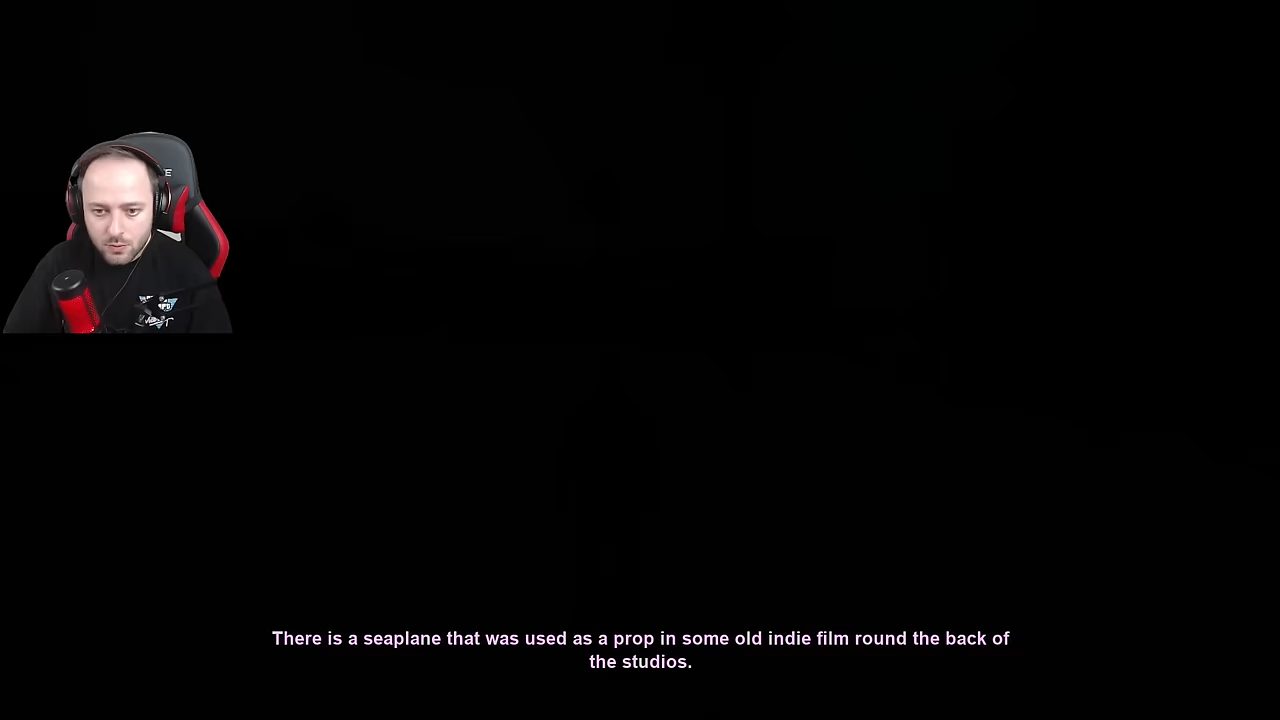 There is a seaplane that was used as a prop in some old indie film round the back of
the studios.